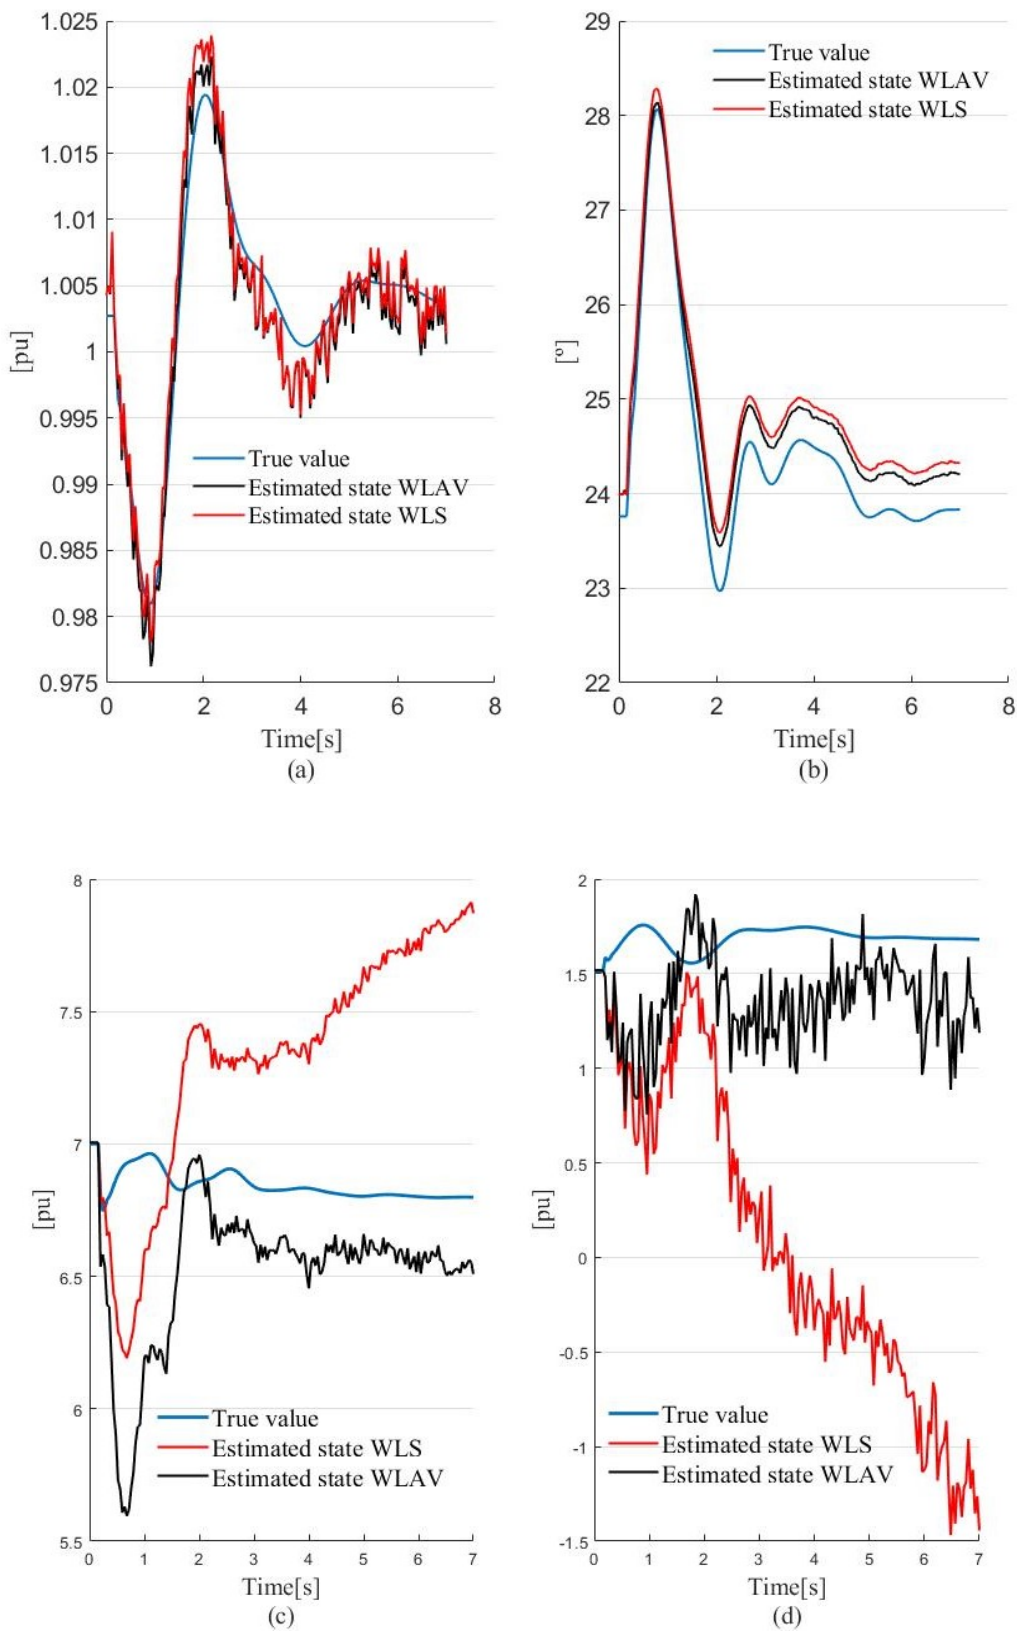 1.025
1.02
1.015
1.01
1.005
1
0.995
0.99
0.985
0.98
0.975
[pu]
True value
Estimated state WLAV
Estimated state WLS
0 2 4 6 8
Time[s]
(a)
29
28
27
26
25
24
23
22
[º]
True value
Estimated state WLAV
Estimated state WLS
0 2 4 6 8
Time[s]
(b)
8
7.5
7
6.5
6
5.5
[pu]
True value
Estimated state WLS
Estimated state WLAV
0 1 2 3 4 5 6 7
Time[s]
(c)
2
1.5
1
0.5
0
-0.5
-1
-1.5
[pu]
True value
Estimated state WLS
Estimated state WLAV
0 1 2 3 4 5 6 7
Time[s]
(d)